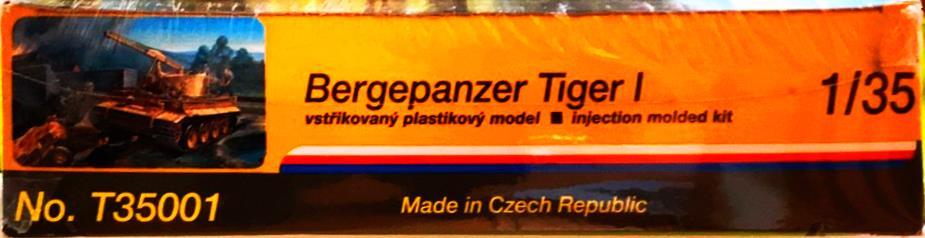 Bergepanzer Tiger I
1/35
vstřikovaný plastikový model ■ injection molded kit
No. T35001
Made in Czech Republic